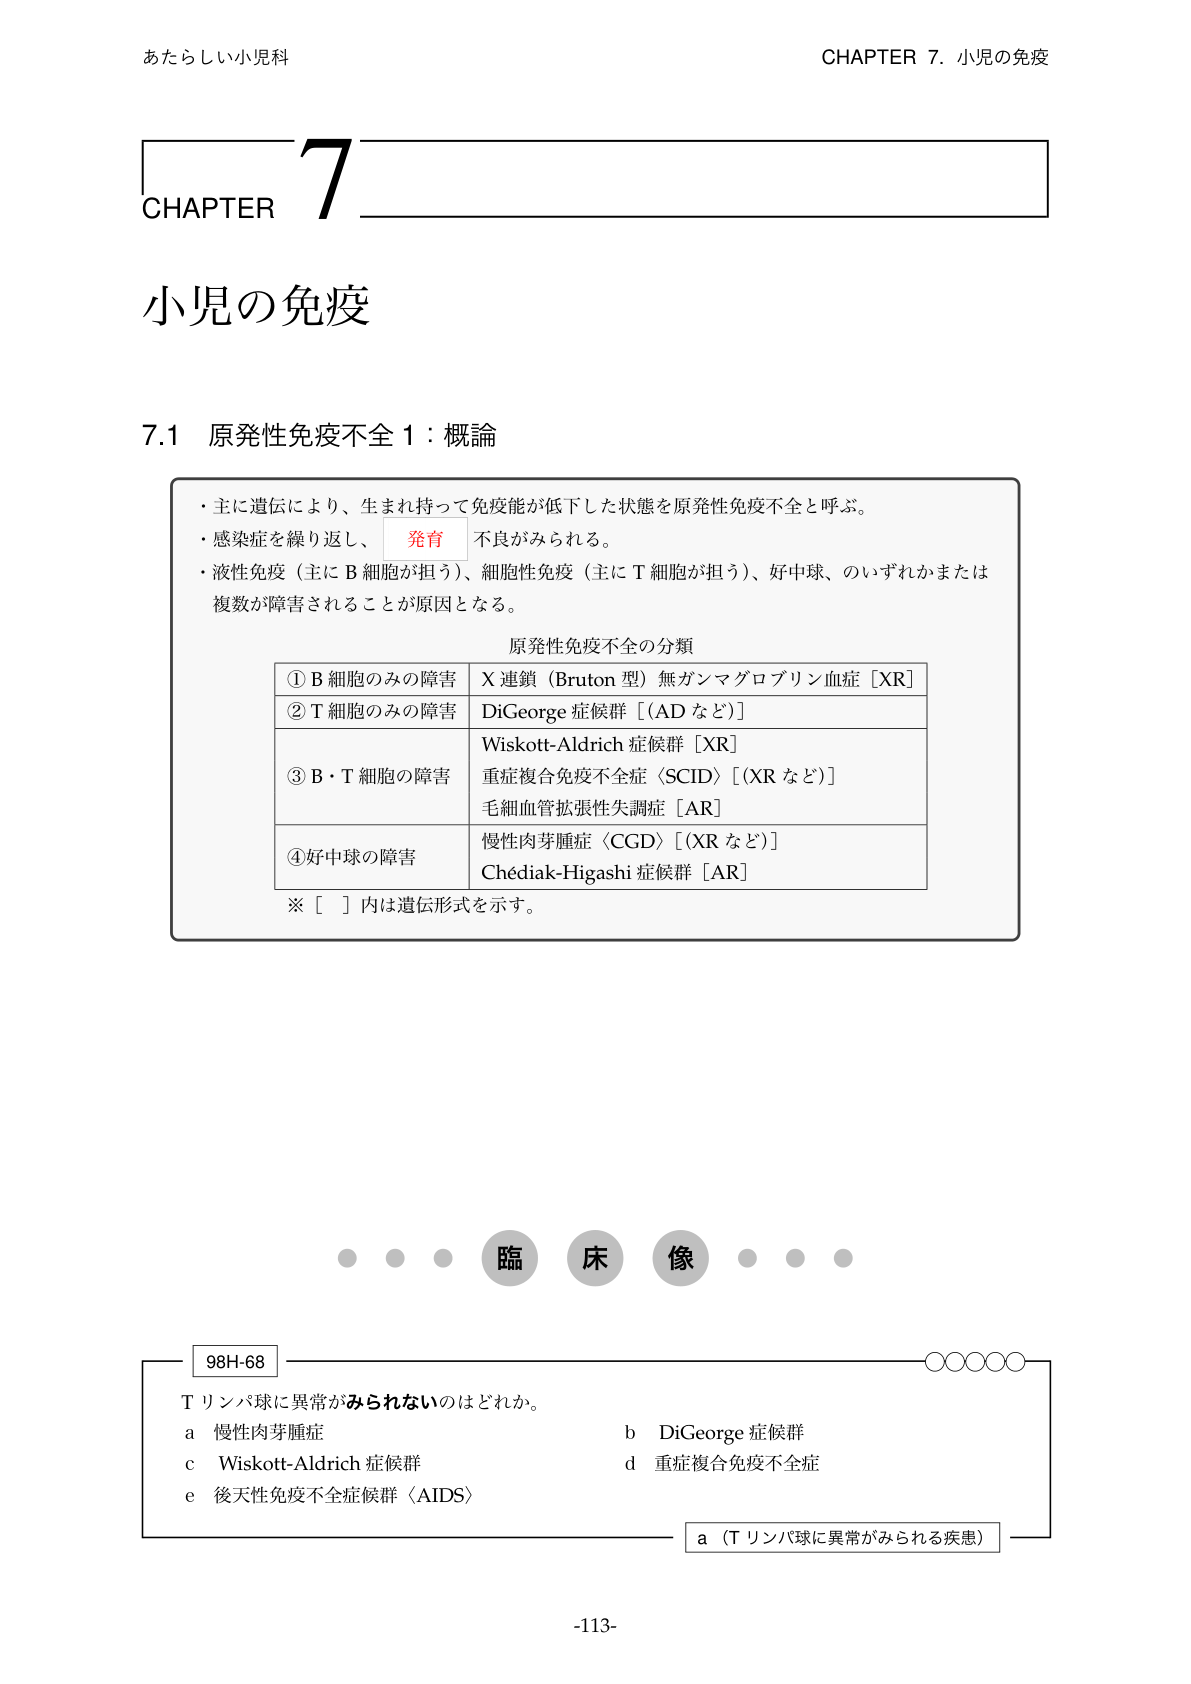 あたらしい小児科
CHAPTER 7. 小児の免疫
CHAPTER 7
小児の免疫
7.1 原発性免疫不全 1：概論
・主に遺伝により、生まれ持って免疫能が低下した状態を原発性免疫不全と呼ぶ。
・感染症を繰り返し、 発育 不良がみられる。
・液性免疫（主に B 細胞が担う）、細胞性免疫（主に T 細胞が担う）、好中球、のいずれかまたは
複数が障害されることが原因となる。
原発性免疫不全の分類
① B 細胞のみの障害 X 連鎖（Bruton 型）無ガンマグロブリン血症［XR］
② T 細胞のみの障害 DiGeorge 症候群［（AD など）］
Wiskott-Aldrich 症候群［XR］
③ B・T 細胞の障害 重症複合免疫不全症〈SCID〉［（XR など）］
毛細血管拡張性失調症［AR］
④好中球の障害 慢性肉芽腫症〈CGD〉［（XR など）］
Chédiak-Higashi 症候群［AR］
※［ ］内は遺伝形式を示す。
臨 床 像
98H-68
T リンパ球に異常がみられないのはどれか。
a 慢性肉芽腫症 b DiGeorge 症候群
c Wiskott-Aldrich 症候群 d 重症複合免疫不全症
e 後天性免疫不全症候群〈AIDS〉
a （T リンパ球に異常がみられる疾患）
-113-